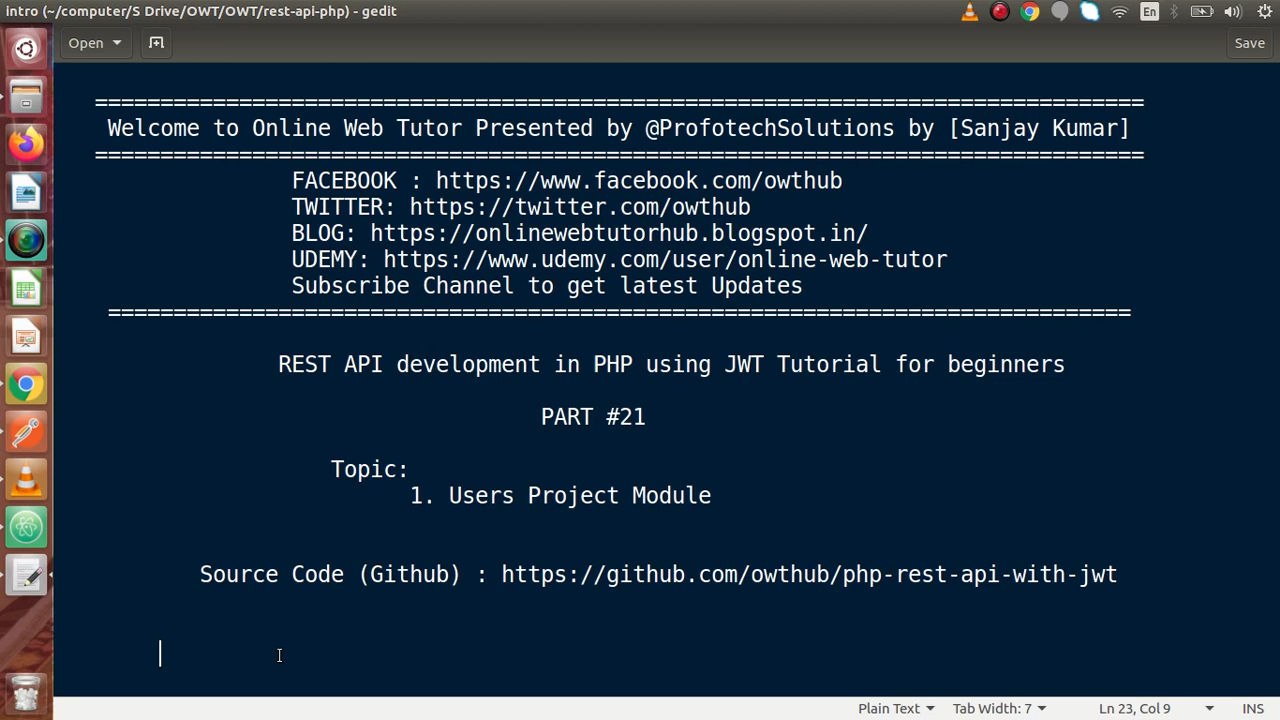 intro (~/computer/S Drive/OWT/OWT/rest-api-php) - gedit
En
Open
Save
================================================================================
Welcome to Online Web Tutor Presented by @ProfotechSolutions by [Sanjay Kumar]
================================================================================
FACEBOOK : https://www.facebook.com/owthub
TWITTER: https://twitter.com/owthub
BLOG: https://onlinewebtutorhub.blogspot.in/
UDEMY: https://www.udemy.com/user/online-web-tutor
Subscribe Channel to get latest Updates
==============================================================================
REST API development in PHP using JWT Tutorial for beginners
PART #21
Topic:
1. Users Project Module
Source Code (Github) : https://github.com/owthub/php-rest-api-with-jwt
Plain Text
Tab Width: 7
Ln 23, Col 9
INS